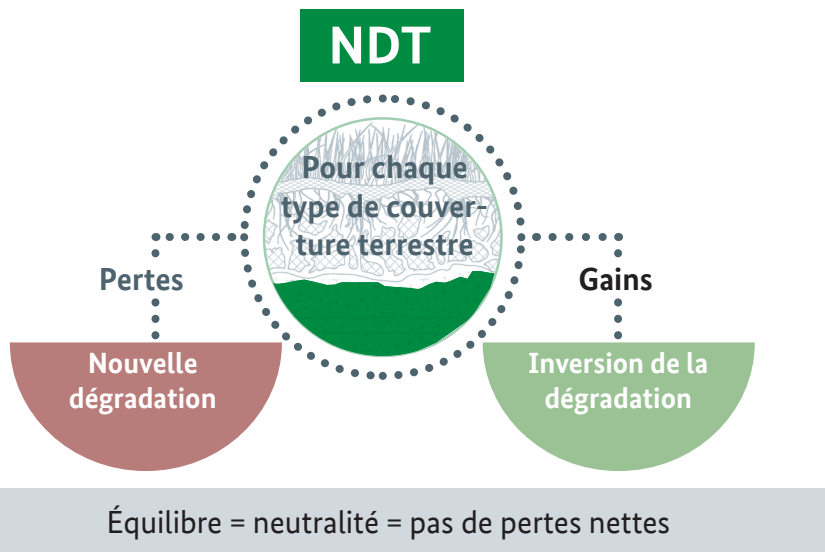 NDT
Pour chaque
type de couver-
ture terrestre
Pertes
Gains
Nouvelle
dégradation
Inversion de la
dégradation
Équilibre = neutralité = pas de pertes nettes